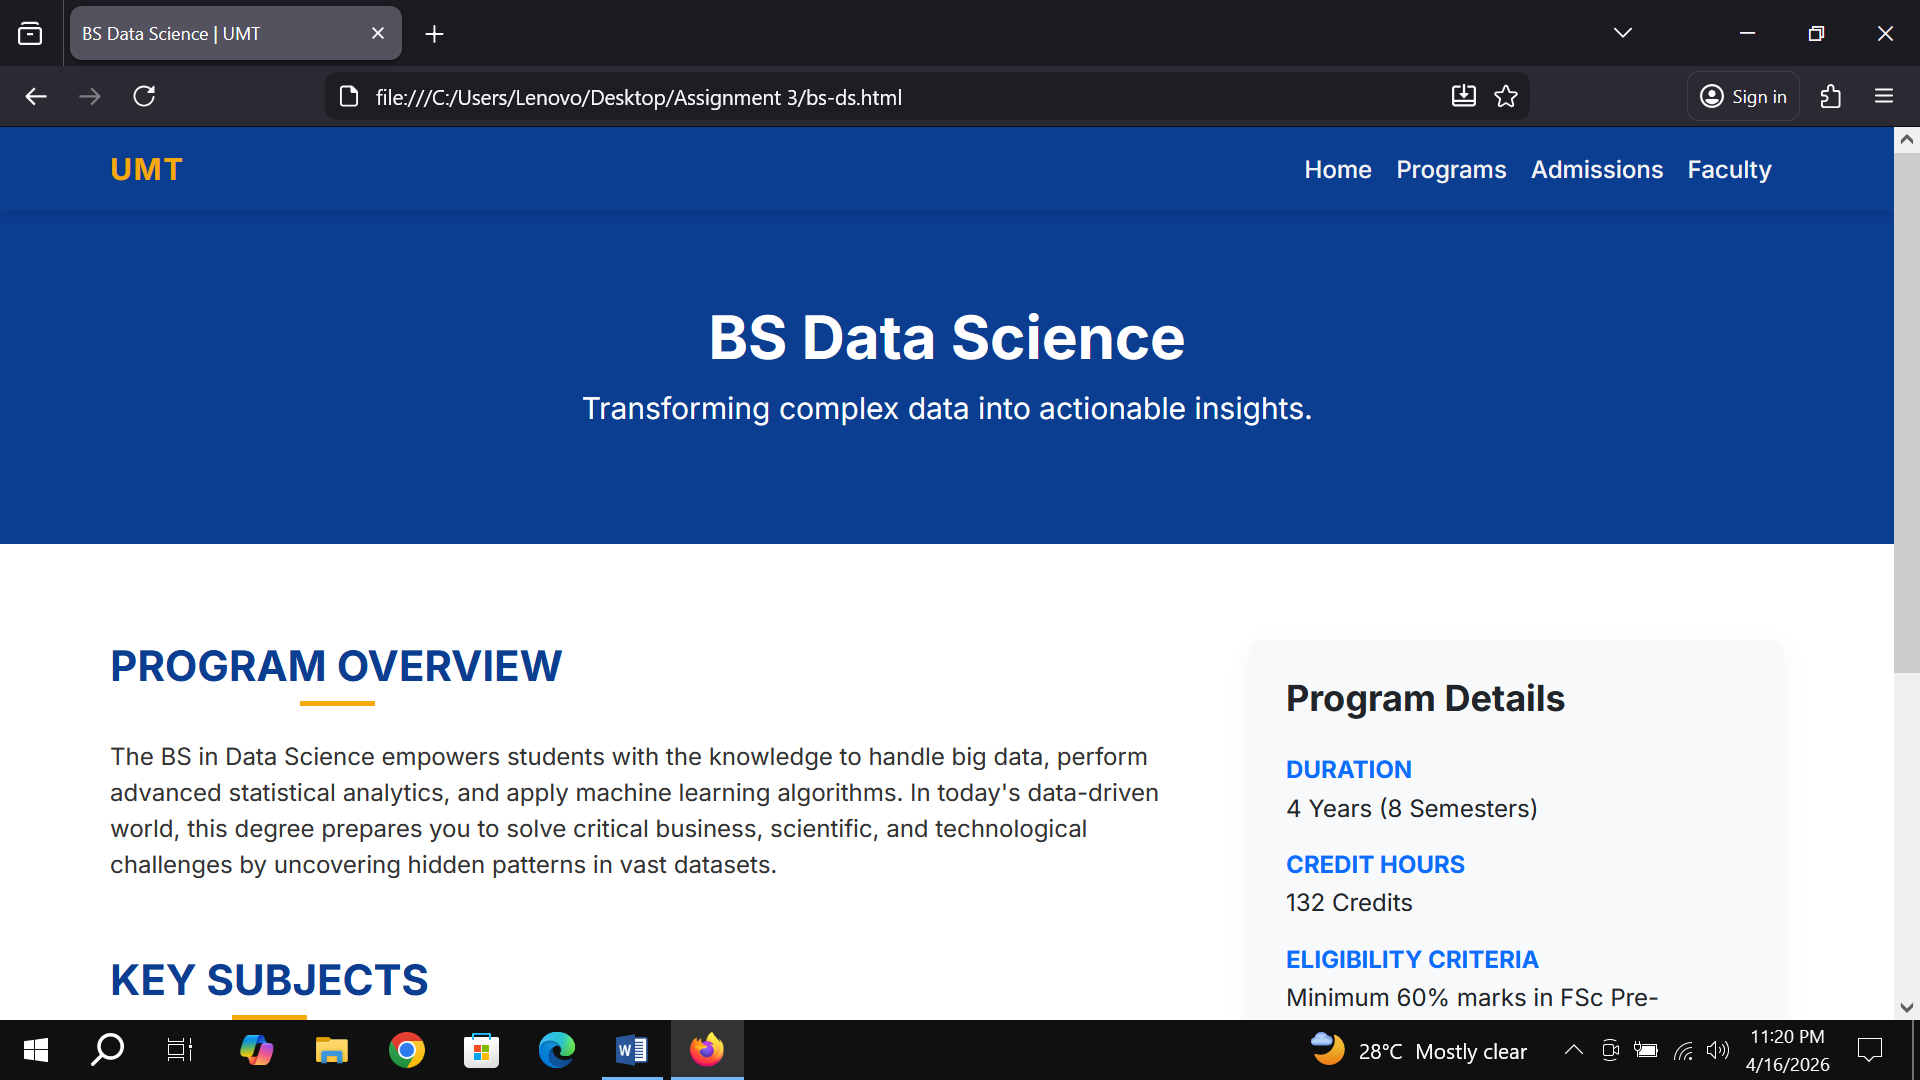 BS Data Science | UMT
file:///C:/Users/Lenovo/Desktop/Assignment 3/bs-ds.html
Sign in
UMT
Home Programs Admissions Faculty
BS Data Science
Transforming complex data into actionable insights.
PROGRAM OVERVIEW
The BS in Data Science empowers students with the knowledge to handle big data, perform
advanced statistical analytics, and apply machine learning algorithms. In today's data-driven
world, this degree prepares you to solve critical business, scientific, and technological
challenges by uncovering hidden patterns in vast datasets.
KEY SUBJECTS
Program Details
DURATION
4 Years (8 Semesters)
CREDIT HOURS
132 Credits
ELIGIBILITY CRITERIA
Minimum 60% marks in FSc Pre-
28°C Mostly clear
11:20 PM
4/16/2026